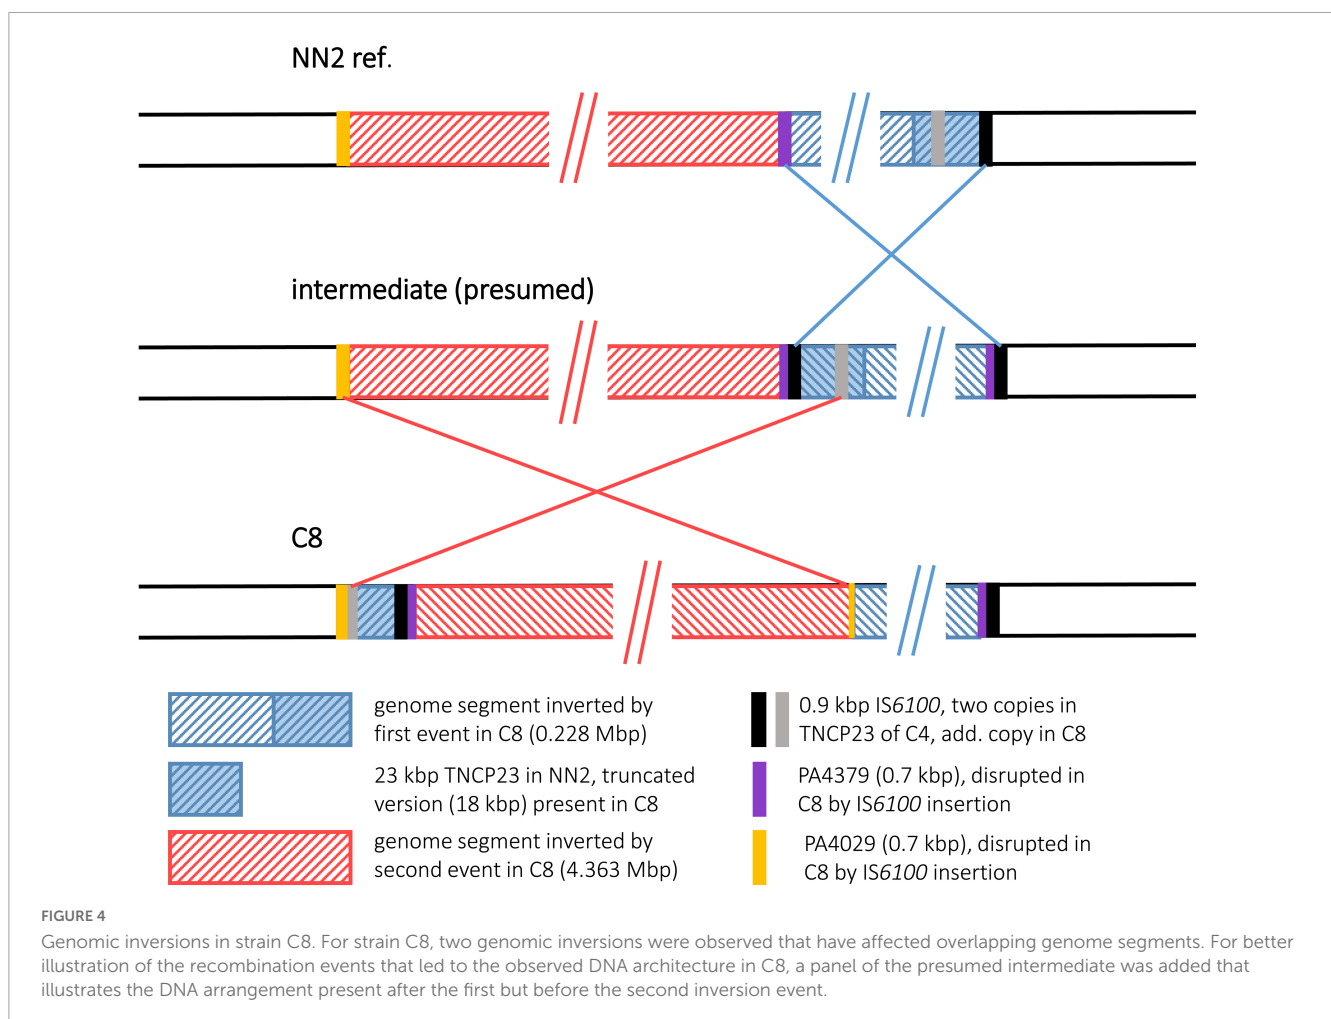 NN2 ref.
intermediate (presumed)
C8
genome segment inverted by
first event in C8 (0.228 Mbp)
23 kbp TNCP23 in NN2, truncated
version (18 kbp) present in C8
genome segment inverted by
second event in C8 (4.363 Mbp)
0.9 kbp IS6100, two copies in
TNCP23 of C4, add. copy in C8
PA4379 (0.7 kbp), disrupted in
C8 by IS6100 insertion
PA4029 (0.7 kbp), disrupted in
C8 by IS6100 insertion
FIGURE 4
Genomic inversions in strain C8. For strain C8, two genomic inversions were observed that have affected overlapping genome segments. For better
illustration of the recombination events that led to the observed DNA architecture in C8, a panel of the presumed intermediate was added that
illustrates the DNA arrangement present after the first but before the second inversion event.